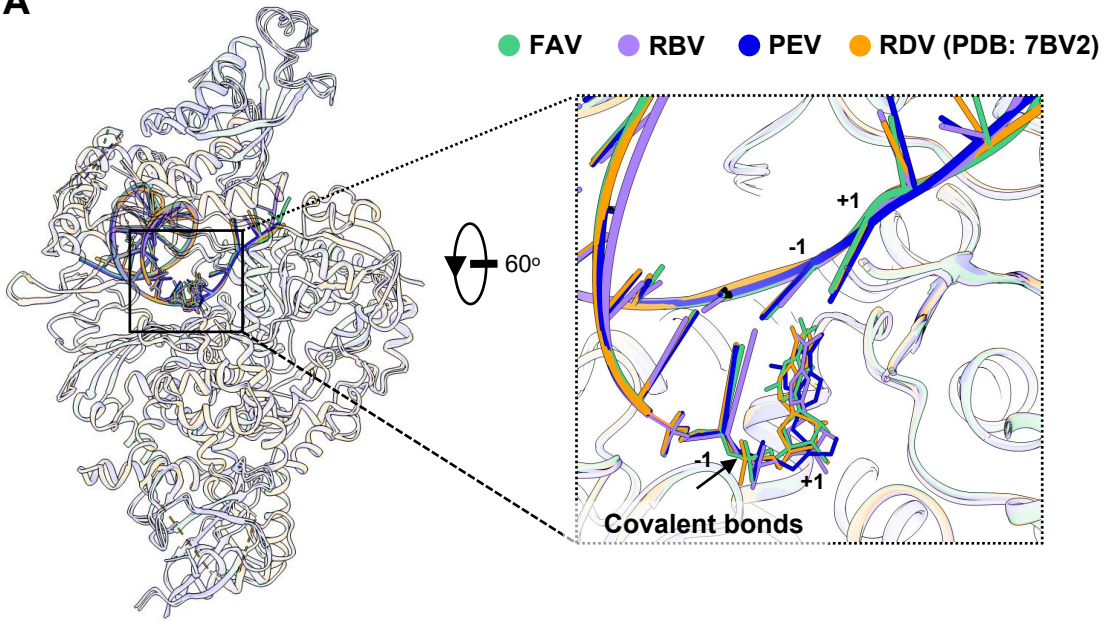 A
FAV RBV PEV RDV (PDB: 7BV2)
+1
-1
60°
-1
+1
Covalent bonds